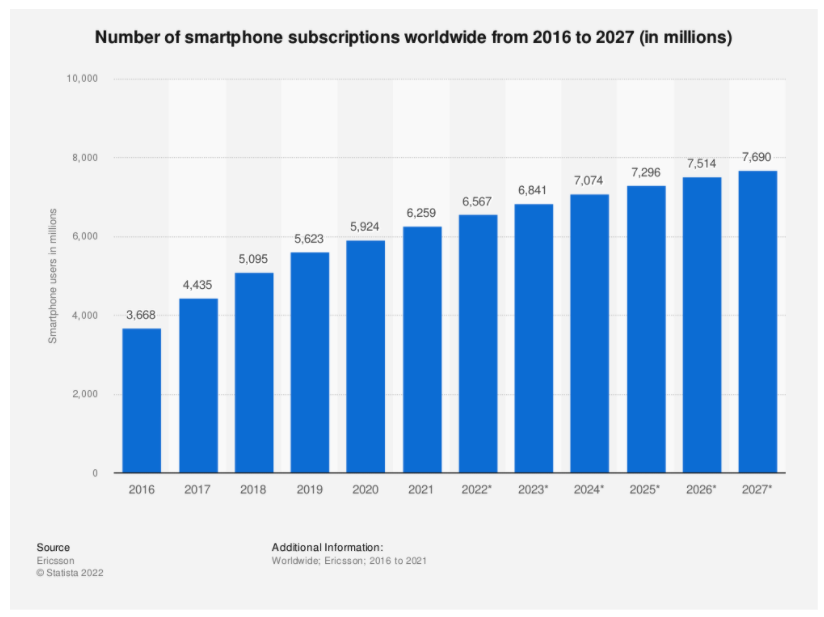 Number of smartphone subscriptions worldwide from 2016 to 2027 (in millions)
Smartphone users in millions
10,000
8,000
6,000
4,000
2,000
0
3,668
4,435
5,095
5,623
5,924
6,259
6,567
6,841
7,074
7,296
7,514
7,690
2016 2017 2018 2019 2020 2021 2022* 2023* 2024* 2025* 2026* 2027*
Source
Ericsson
© Statista 2022
Additional Information:
Worldwide; Ericsson; 2016 to 2021